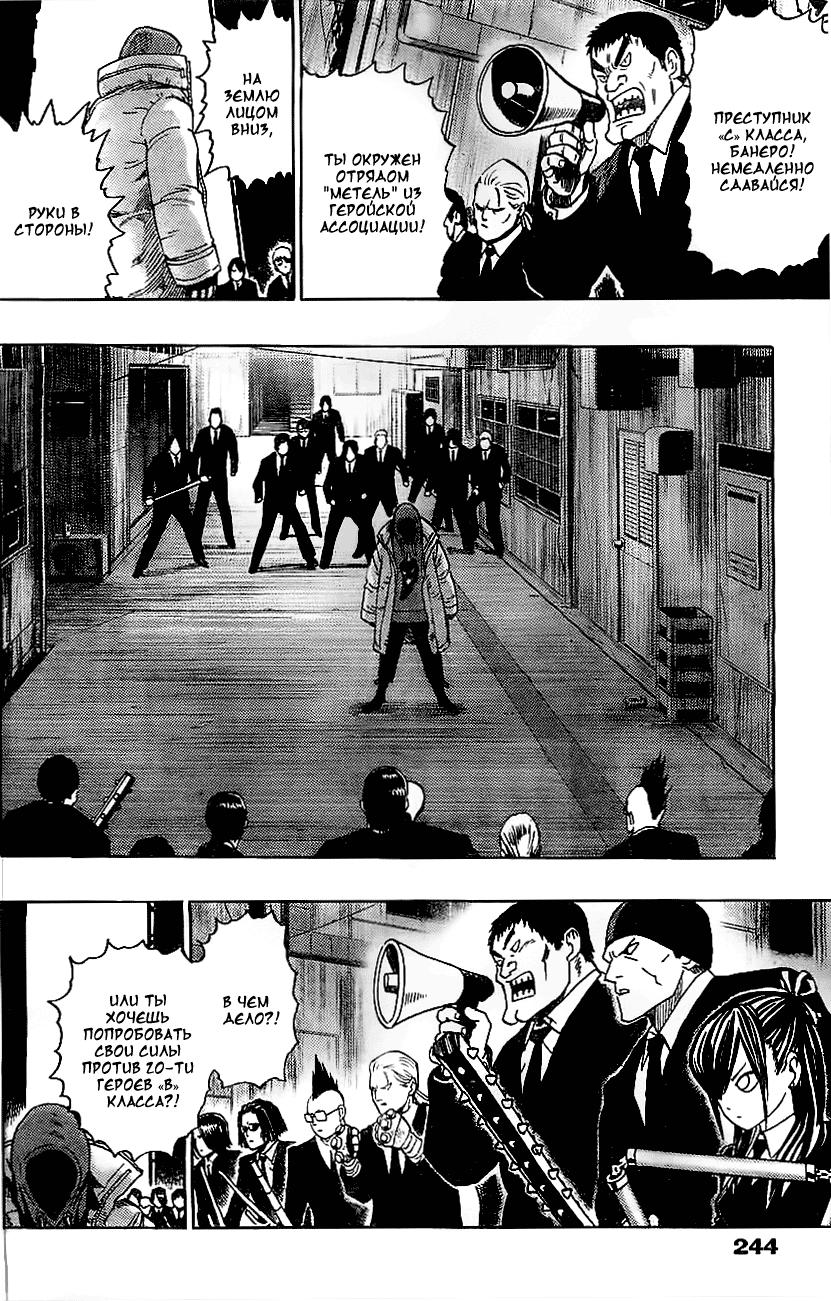 ПРЕСТУПНИК
«С» КЛАССА,
БАНЕРО!
НЕМЕДЛЕННО
СДАВАЙСЯ!
ТЫ ОКРУЖЕН
ОТРЯДОМ
"МЕТЕЛЬ" ИЗ
ГЕРОЙСКОЙ
АССОЦИАЦИИ!
НА
ЗЕМЛЮ
ЛИЦОМ
ВНИЗ,
РУКИ В
СТОРОНЫ!
В ЧЕМ
ДЕЛО?!
ИЛИ ТЫ
ХОЧЕШЬ
ПОПРОБОВАТЬ
СВОИ СИЛЫ
ПРОТИВ 20-ТИ
ГЕРОЕВ «В»
КЛАССА?!
244